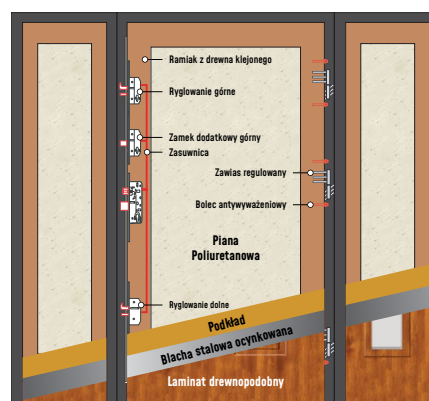 Ramiak z drewna klejonego
Ryglowanie górne
Zamek dodatkowy górny
Zasuwnica
Zawias regulowany
Bolec antywyważeniowy
Piana
Poliuretanowa
Ryglowanie dolne
Podkład
Blacha stalowa ocynkowana
Laminat drewnopodobny